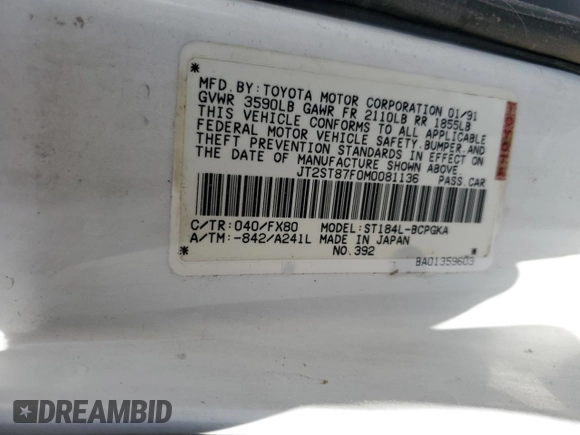 MFD. BY: TOYOTA MOTOR CORPORATION 01/91
GVWR 3590LB GAWR FR 2110LB RR 1855LB
THIS VEHICLE CONFORMS TO ALL APPLICABLE
FEDERAL MOTOR VEHICLE SAFETY, BUMPER, AND
THEFT PREVENTION STANDARDS IN EFFECT ON
THE DATE OF MANUFACTURE SHOWN ABOVE.
JT2ST87F0M0081136 PASS. CAR
C/TR: 040/FX80 MODEL: ST184L-BCPGKA
A/TM: -842/A241L MADE IN JAPAN
NO. 392
BA01359603
DREAMBID